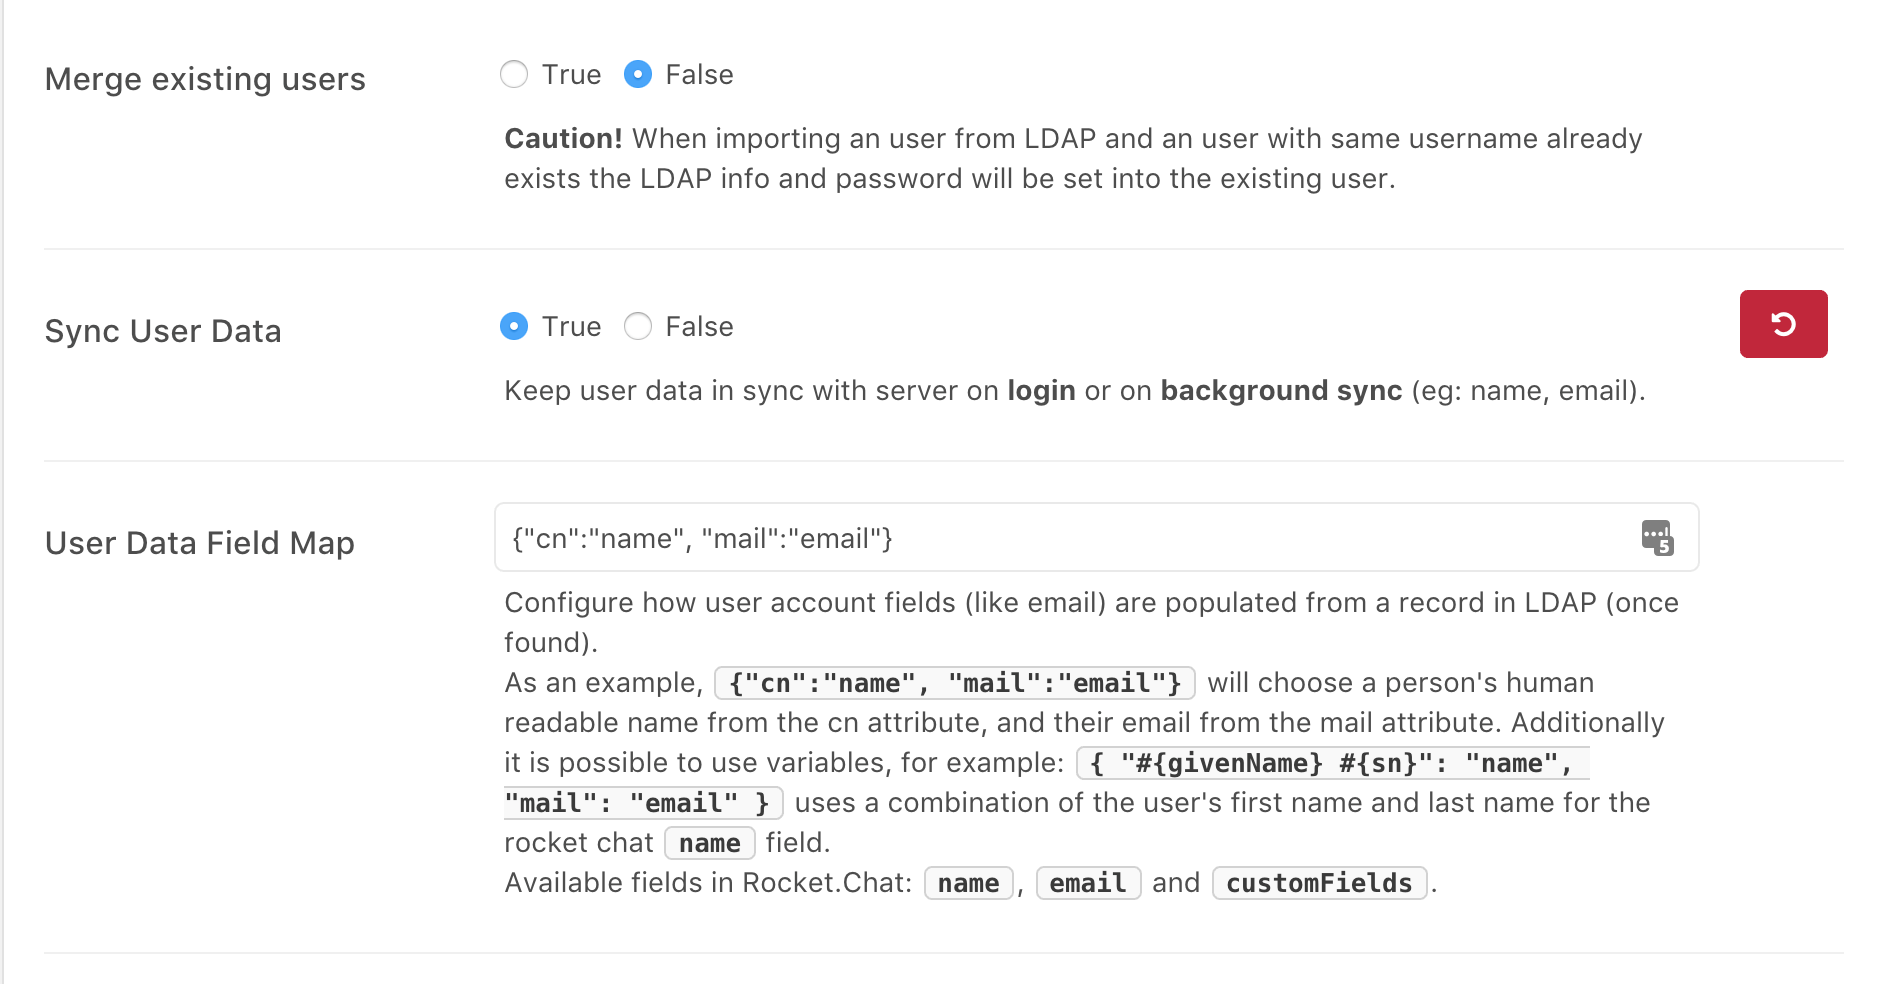 Merge existing users
True False
Caution! When importing an user from LDAP and an user with same username already
exists the LDAP info and password will be set into the existing user.
Sync User Data
True False
Keep user data in sync with server on login or on background sync (eg: name, email).
User Data Field Map
{"cn":"name", "mail":"email"}
5
Configure how user account fields (like email) are populated from a record in LDAP (once
found).
As an example, {"cn":"name", "mail":"email"} will choose a person's human
readable name from the cn attribute, and their email from the mail attribute. Additionally
it is possible to use variables, for example: { "#{givenName} #{sn}": "name",
"mail": "email" } uses a combination of the user's first name and last name for the
rocket chat name field.
Available fields in Rocket.Chat: name, email and customFields.